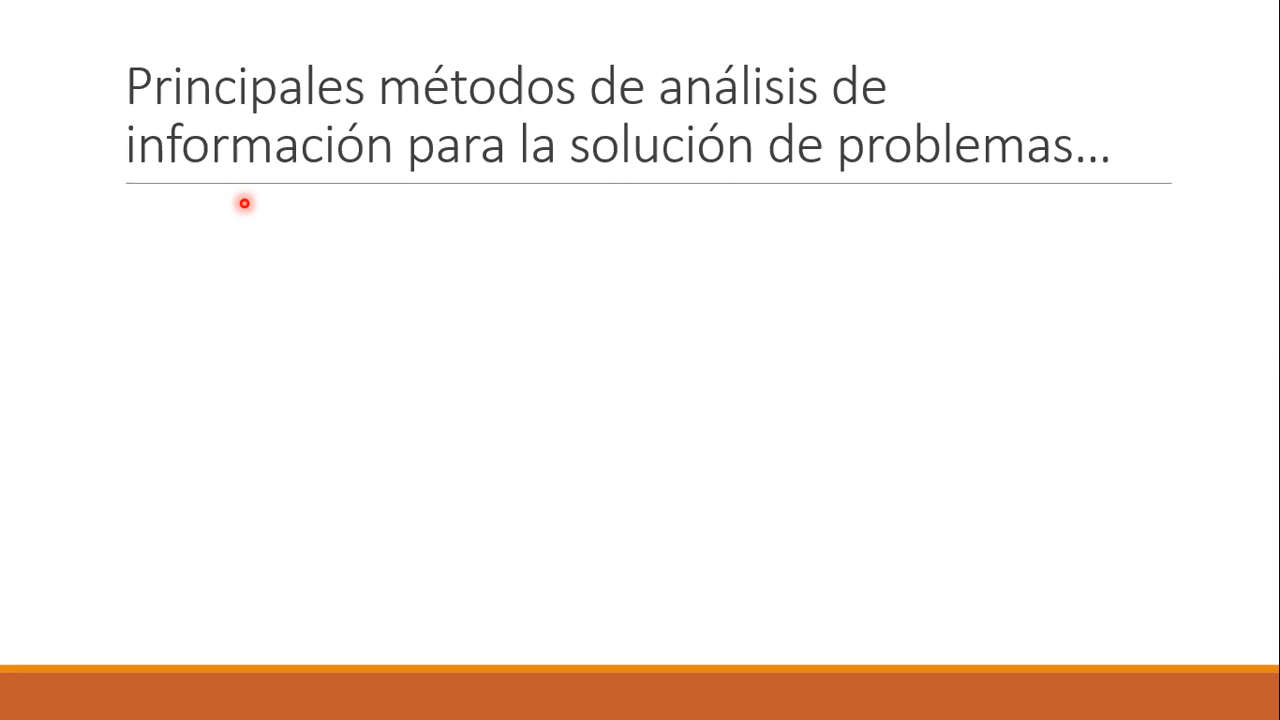 Principales métodos de análisis de
información para la solución de problemas...